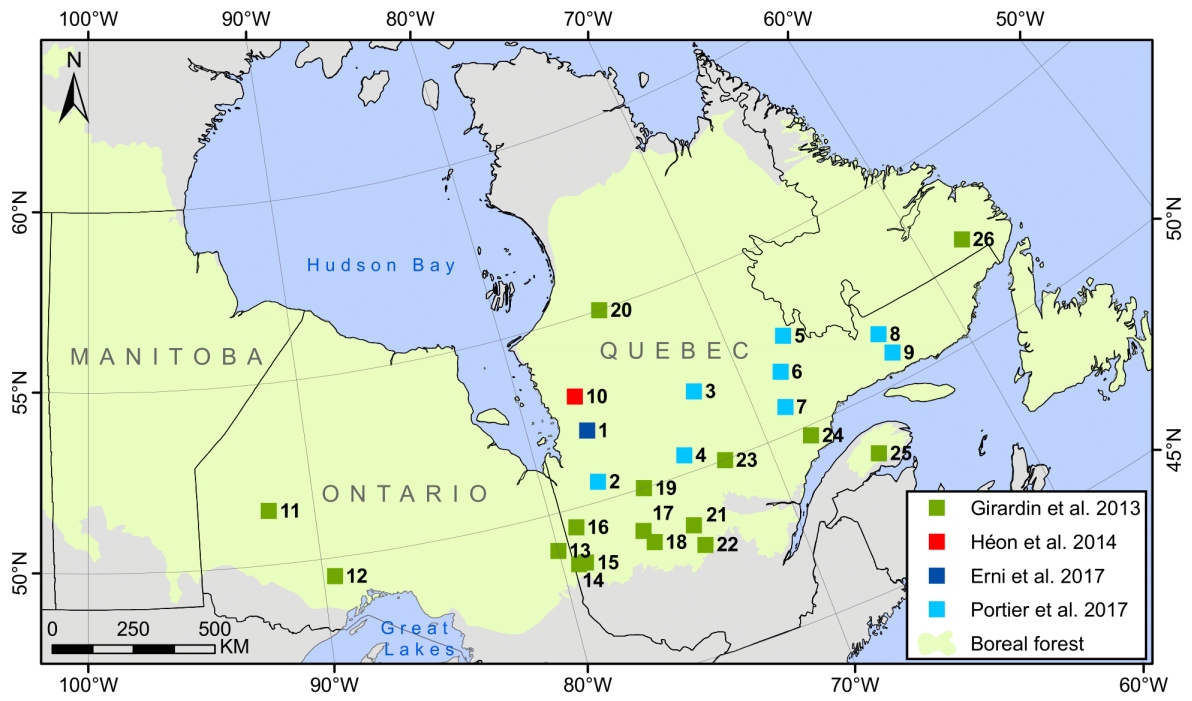 100°W 90°W 80°W 70°W 60°W 50°W
N
60°N
50°N
26
Hudson Bay
20
MANITOBA
QUEBEC
5
8
9
6
3
7
55°N
10
1
24
45°N
4
23
25
2
19
ONTARIO
11
17
21
16
18
22
13
15
14
12
50°N
Girardin et al. 2013
Héon et al. 2014
Erni et al. 2017
Portier et al. 2017
Boreal forest
0 250 500
KM
Great
Lakes
100°W 90°W 80°W 70°W 60°W